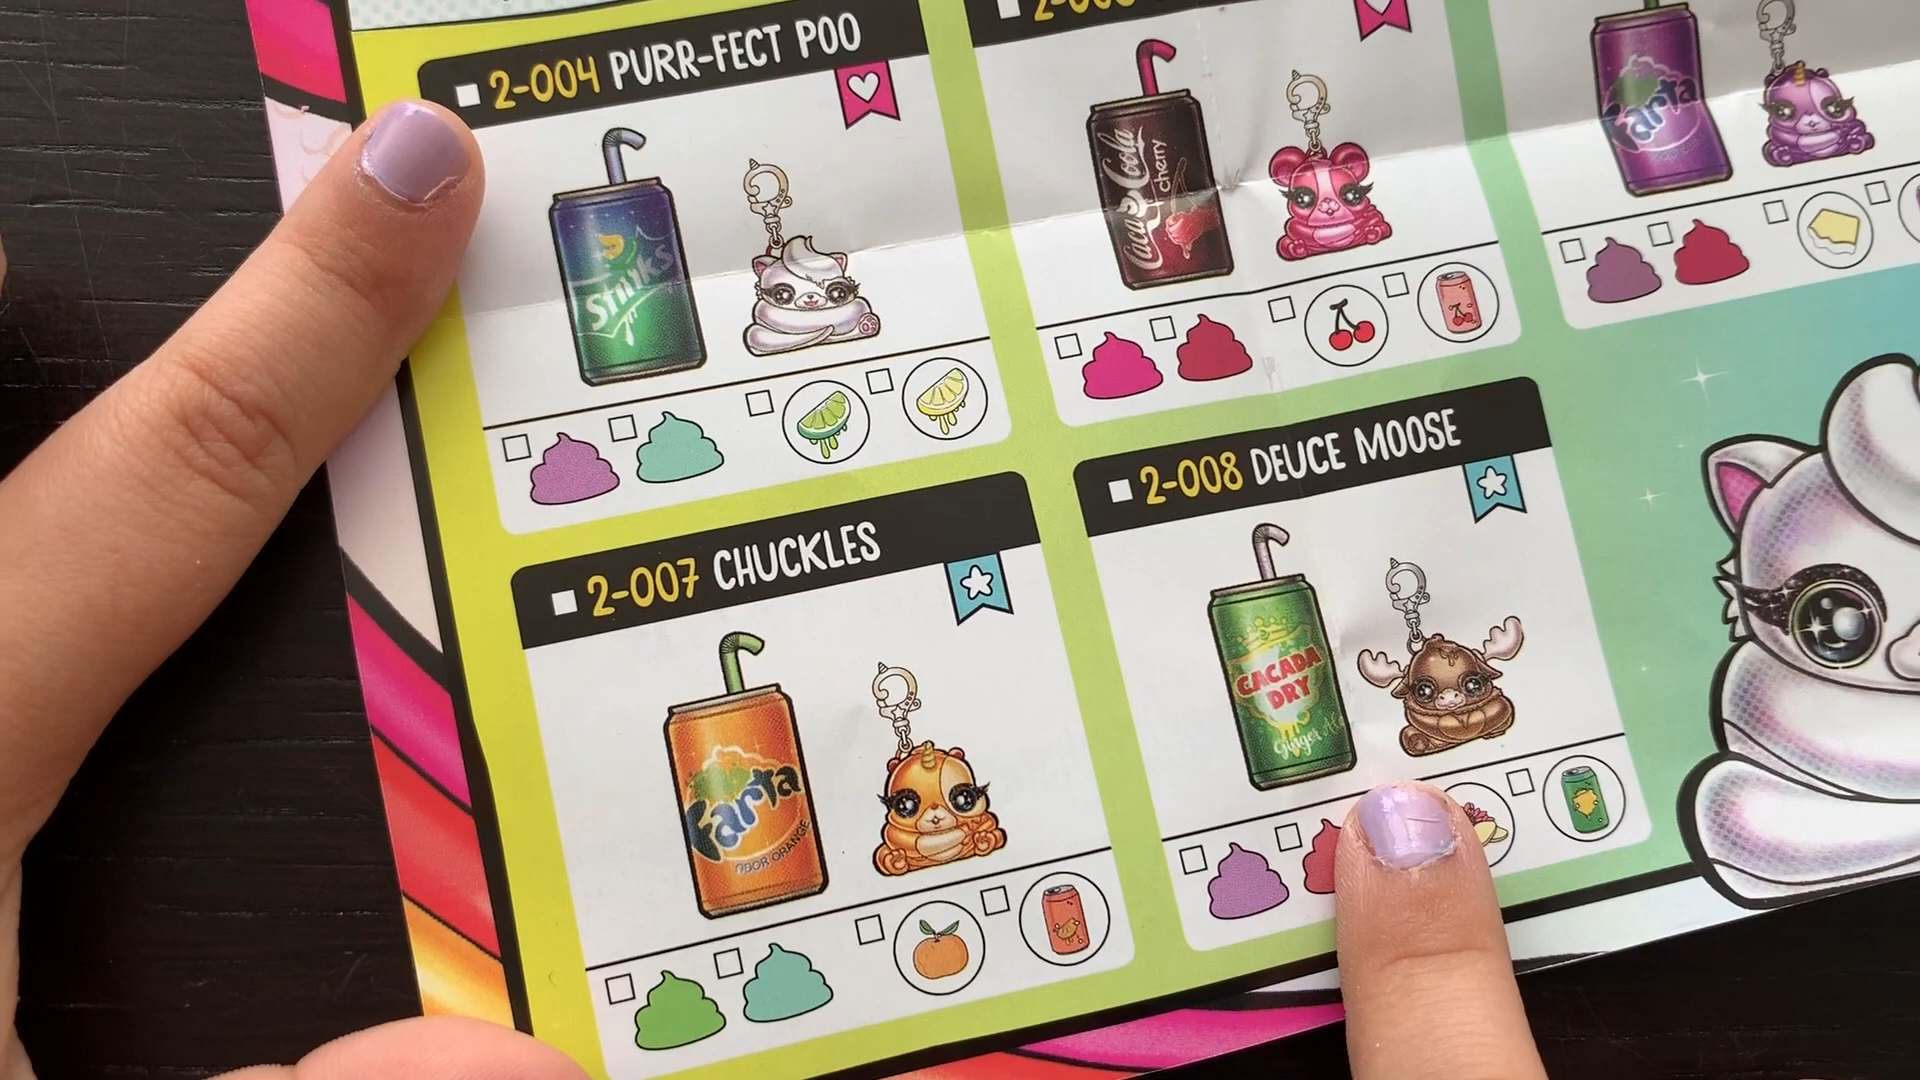 2-004 PURR-FECT POO
Stinks
Caca Cola
cherry
Farta
2-007 CHUCKLES
Farta
ODOR ORANGE
2-008 DEUCE MOOSE
CACADA
DRY
Ginger Ale